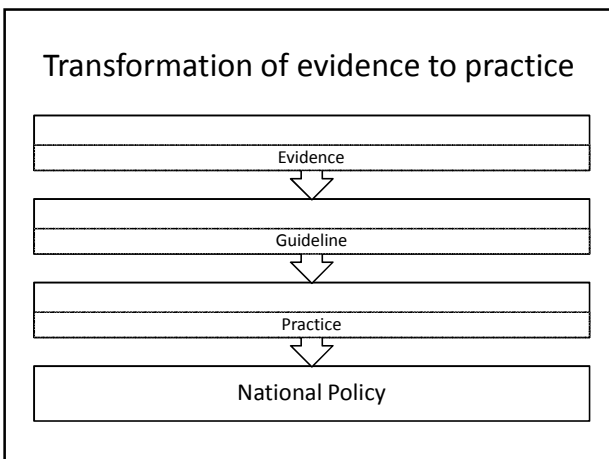 Transformation of evidence to practice
Evidence
Guideline
Practice
National Policy